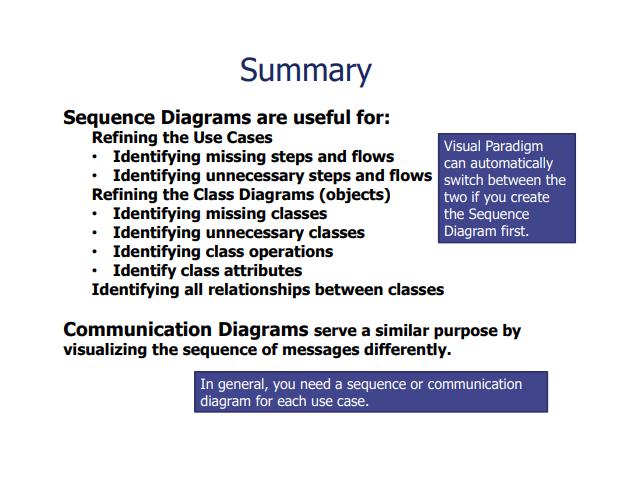 Summary
Sequence Diagrams are useful for:
Refining the Use Cases
• Identifying missing steps and flows
• Identifying unnecessary steps and flows
Refining the Class Diagrams (objects)
• Identifying missing classes
• Identifying unnecessary classes
• Identifying class operations
• Identify class attributes
Identifying all relationships between classes
Visual Paradigm
can automatically
switch between the
two if you create
the Sequence
Diagram first.
Communication Diagrams serve a similar purpose by
visualizing the sequence of messages differently.
In general, you need a sequence or communication
diagram for each use case.